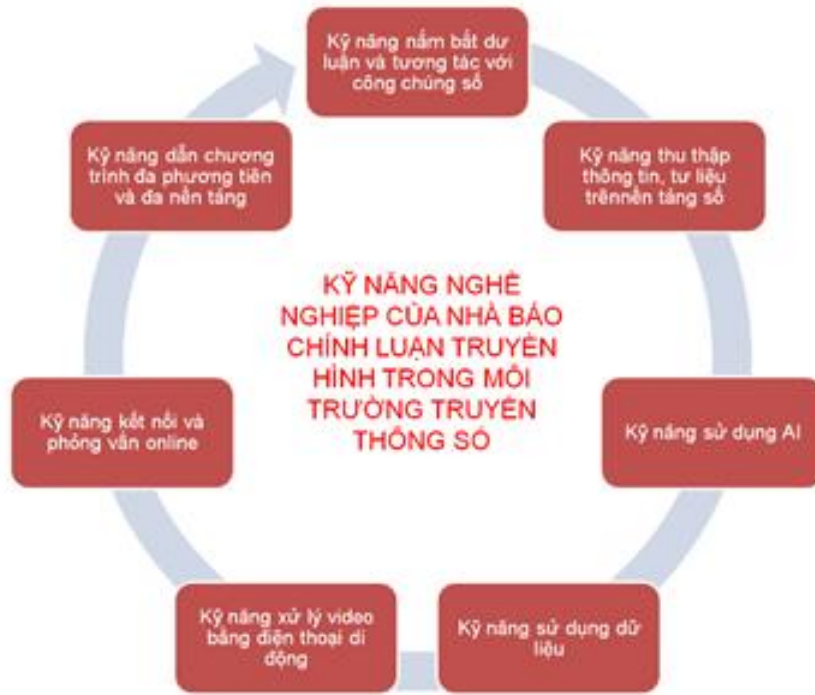 Kỹ năng nắm bắt dư
luận và tương tác với
công chúng số
Kỹ năng thu thập
thông tin, tư liệu
trênnền tảng số
Kỹ năng sử dụng AI
Kỹ năng sử dụng dữ
liệu
Kỹ năng xử lý video
bằng điện thoại di
động
Kỹ năng kết nối và
phỏng vấn online
Kỹ năng dẫn chương
trình đa phương tiện
và đa nền tảng
KỸ NĂNG NGHỀ
NGHIỆP CỦA NHÀ BÁO
CHÍNH LUẬN TRUYỀN
HÌNH TRONG MÔI
TRƯỜNG TRUYỀN
THÔNG SỐ